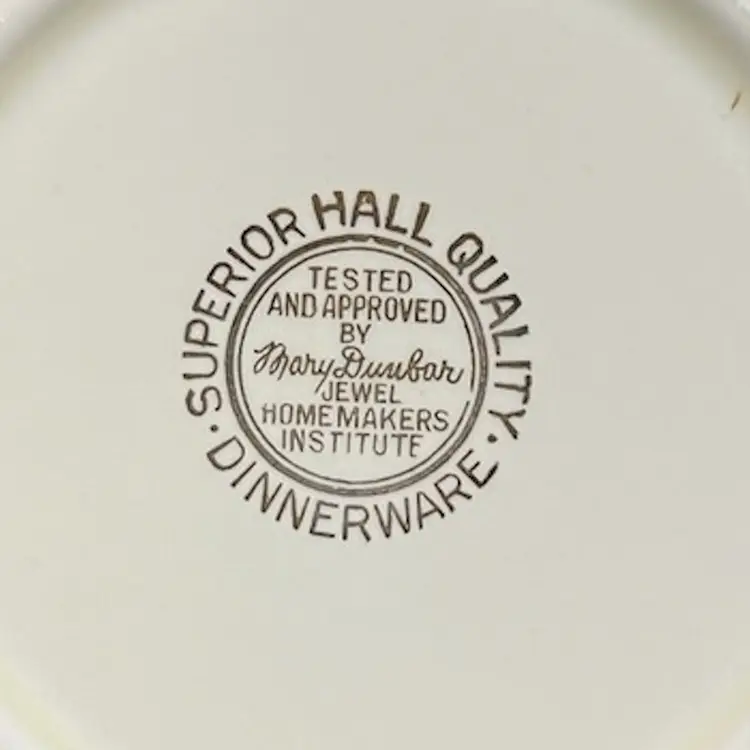 SUPERIOR HALL QUALITY
TESTED
AND APPROVED
BY
Mary Dunbar
JEWEL
HOMEMAKERS
INSTITUTE
· DINNERWARE ·